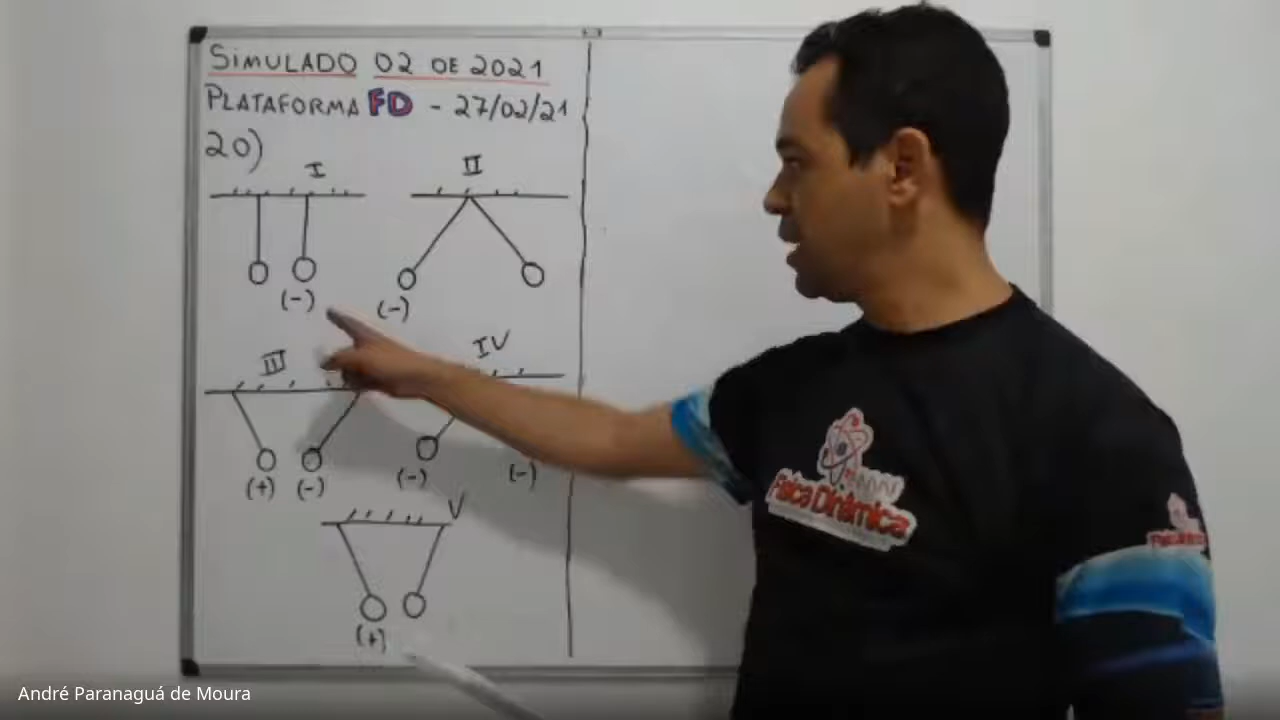 SIMULADO 02 DE 2021
PLATAFORMA FD - 27/02/21
20)
I
II
(-)
(-)
III
IV
(+) (-)
(-)
(-)
V
(+)
Física Dinâmica
André Paranaguá de Moura